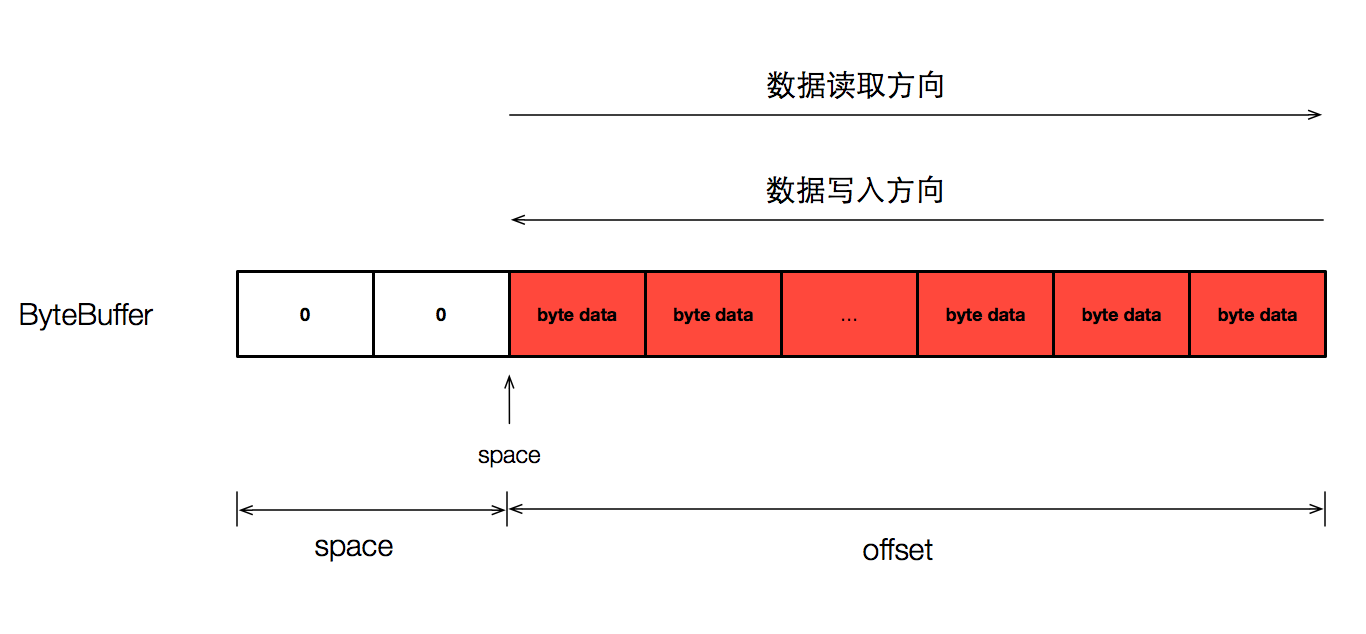 数据读取方向
数据写入方向
ByteBuffer
0
0
byte data
byte data
...
byte data
byte data
byte data
space
space
offset